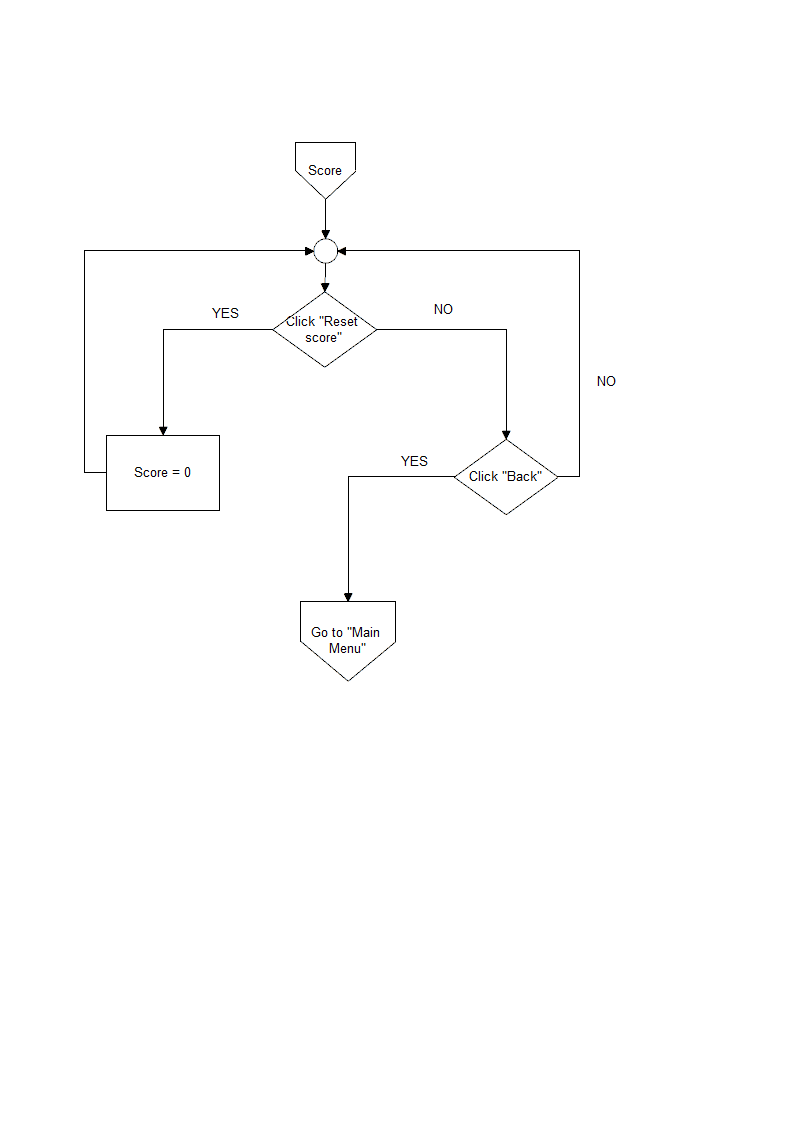 Score
YES
NO
Click "Reset
score"
NO
YES
Score = 0
Click "Back"
Go to "Main
Menu"